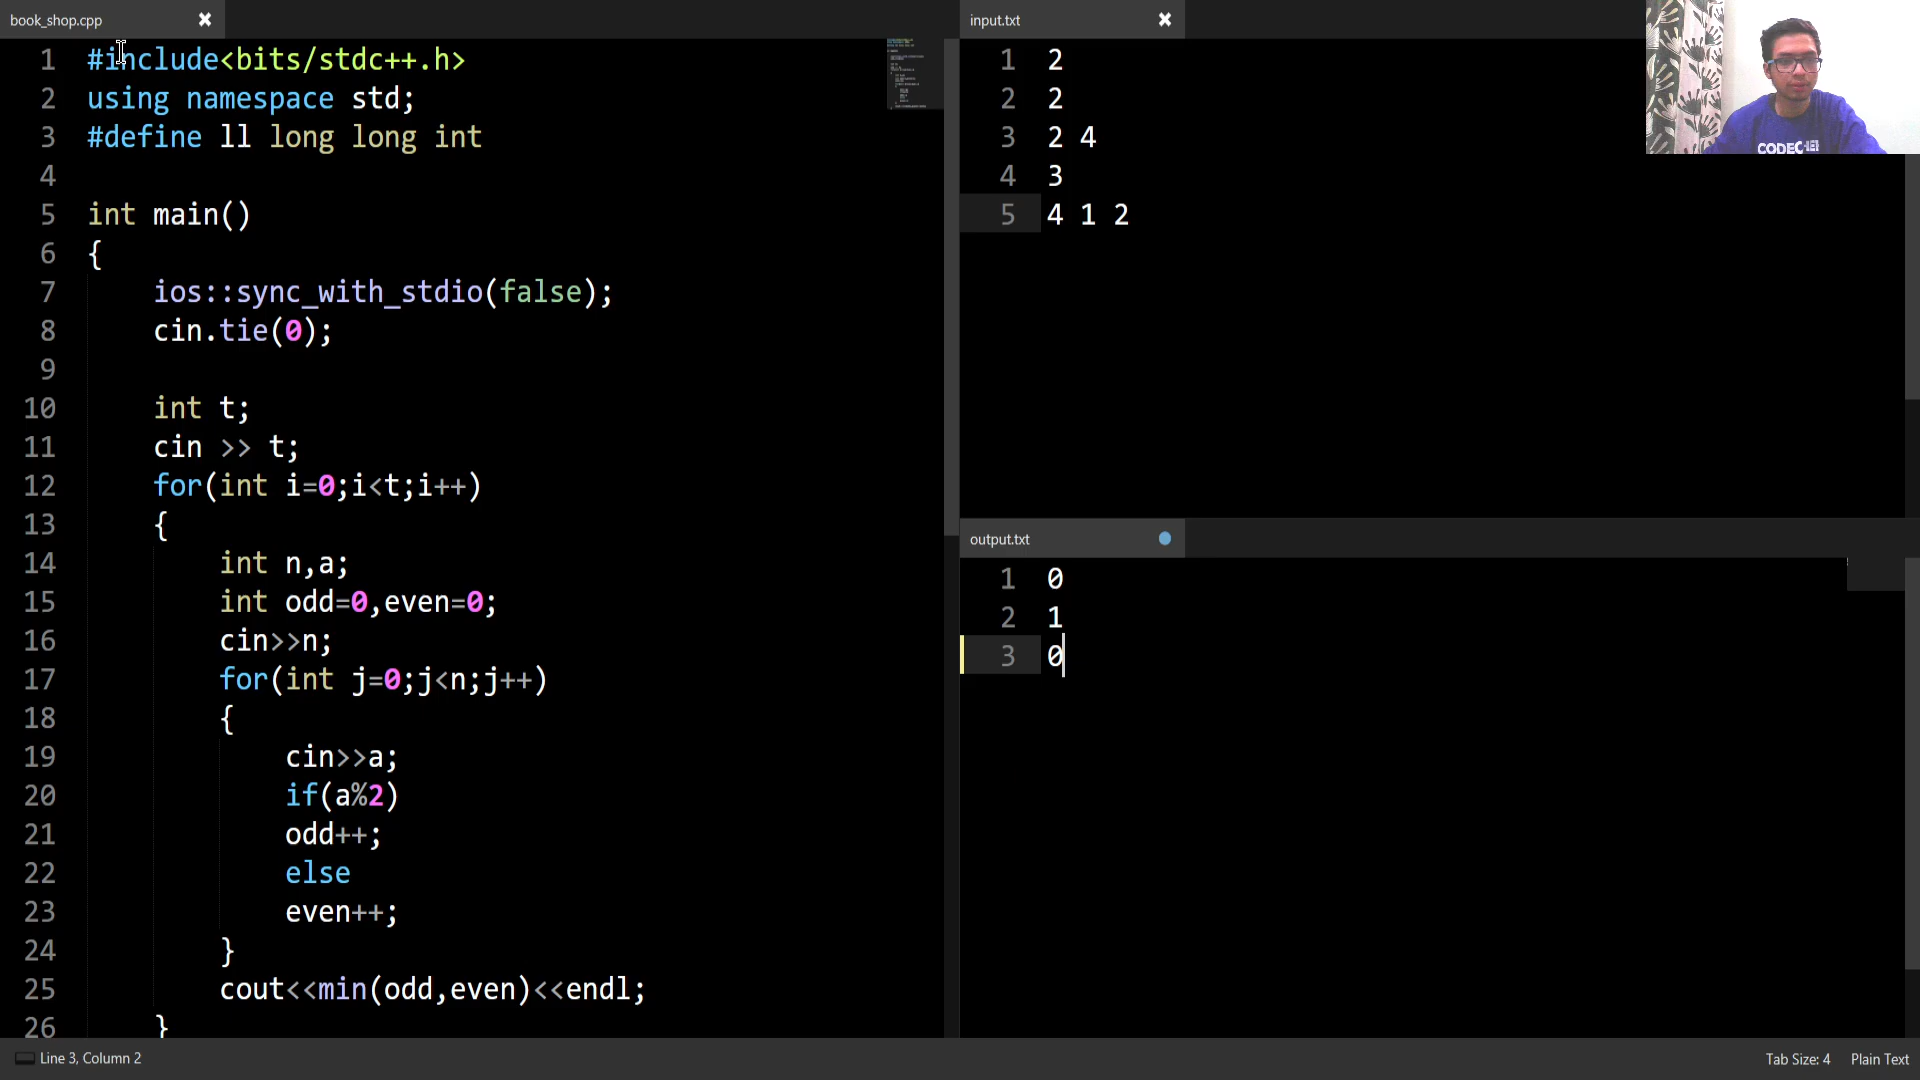 book_shop.cpp
1 #include<bits/stdc++.h>
2 using namespace std;
3 #define ll long long int
4
5 int main()
6 {
7 ios::sync_with_stdio(false);
8 cin.tie(0);
9
10 int t;
11 cin >> t;
12 for(int i=0;i<t;i++)
13 {
14 int n,a;
15 int odd=0,even=0;
16 cin>>n;
17 for(int j=0;j<n;j++)
18 {
19 cin>>a;
20 if(a%2)
21 odd++;
22 else
23 even++;
24 }
25 cout<<min(odd,even)<<endl;
26 }
input.txt
1 2
2 2
3 2 4
4 3
5 4 1 2
output.txt
1 0
2 1
3 0
CODECHEF
Line 3, Column 2
Tab Size: 4
Plain Text